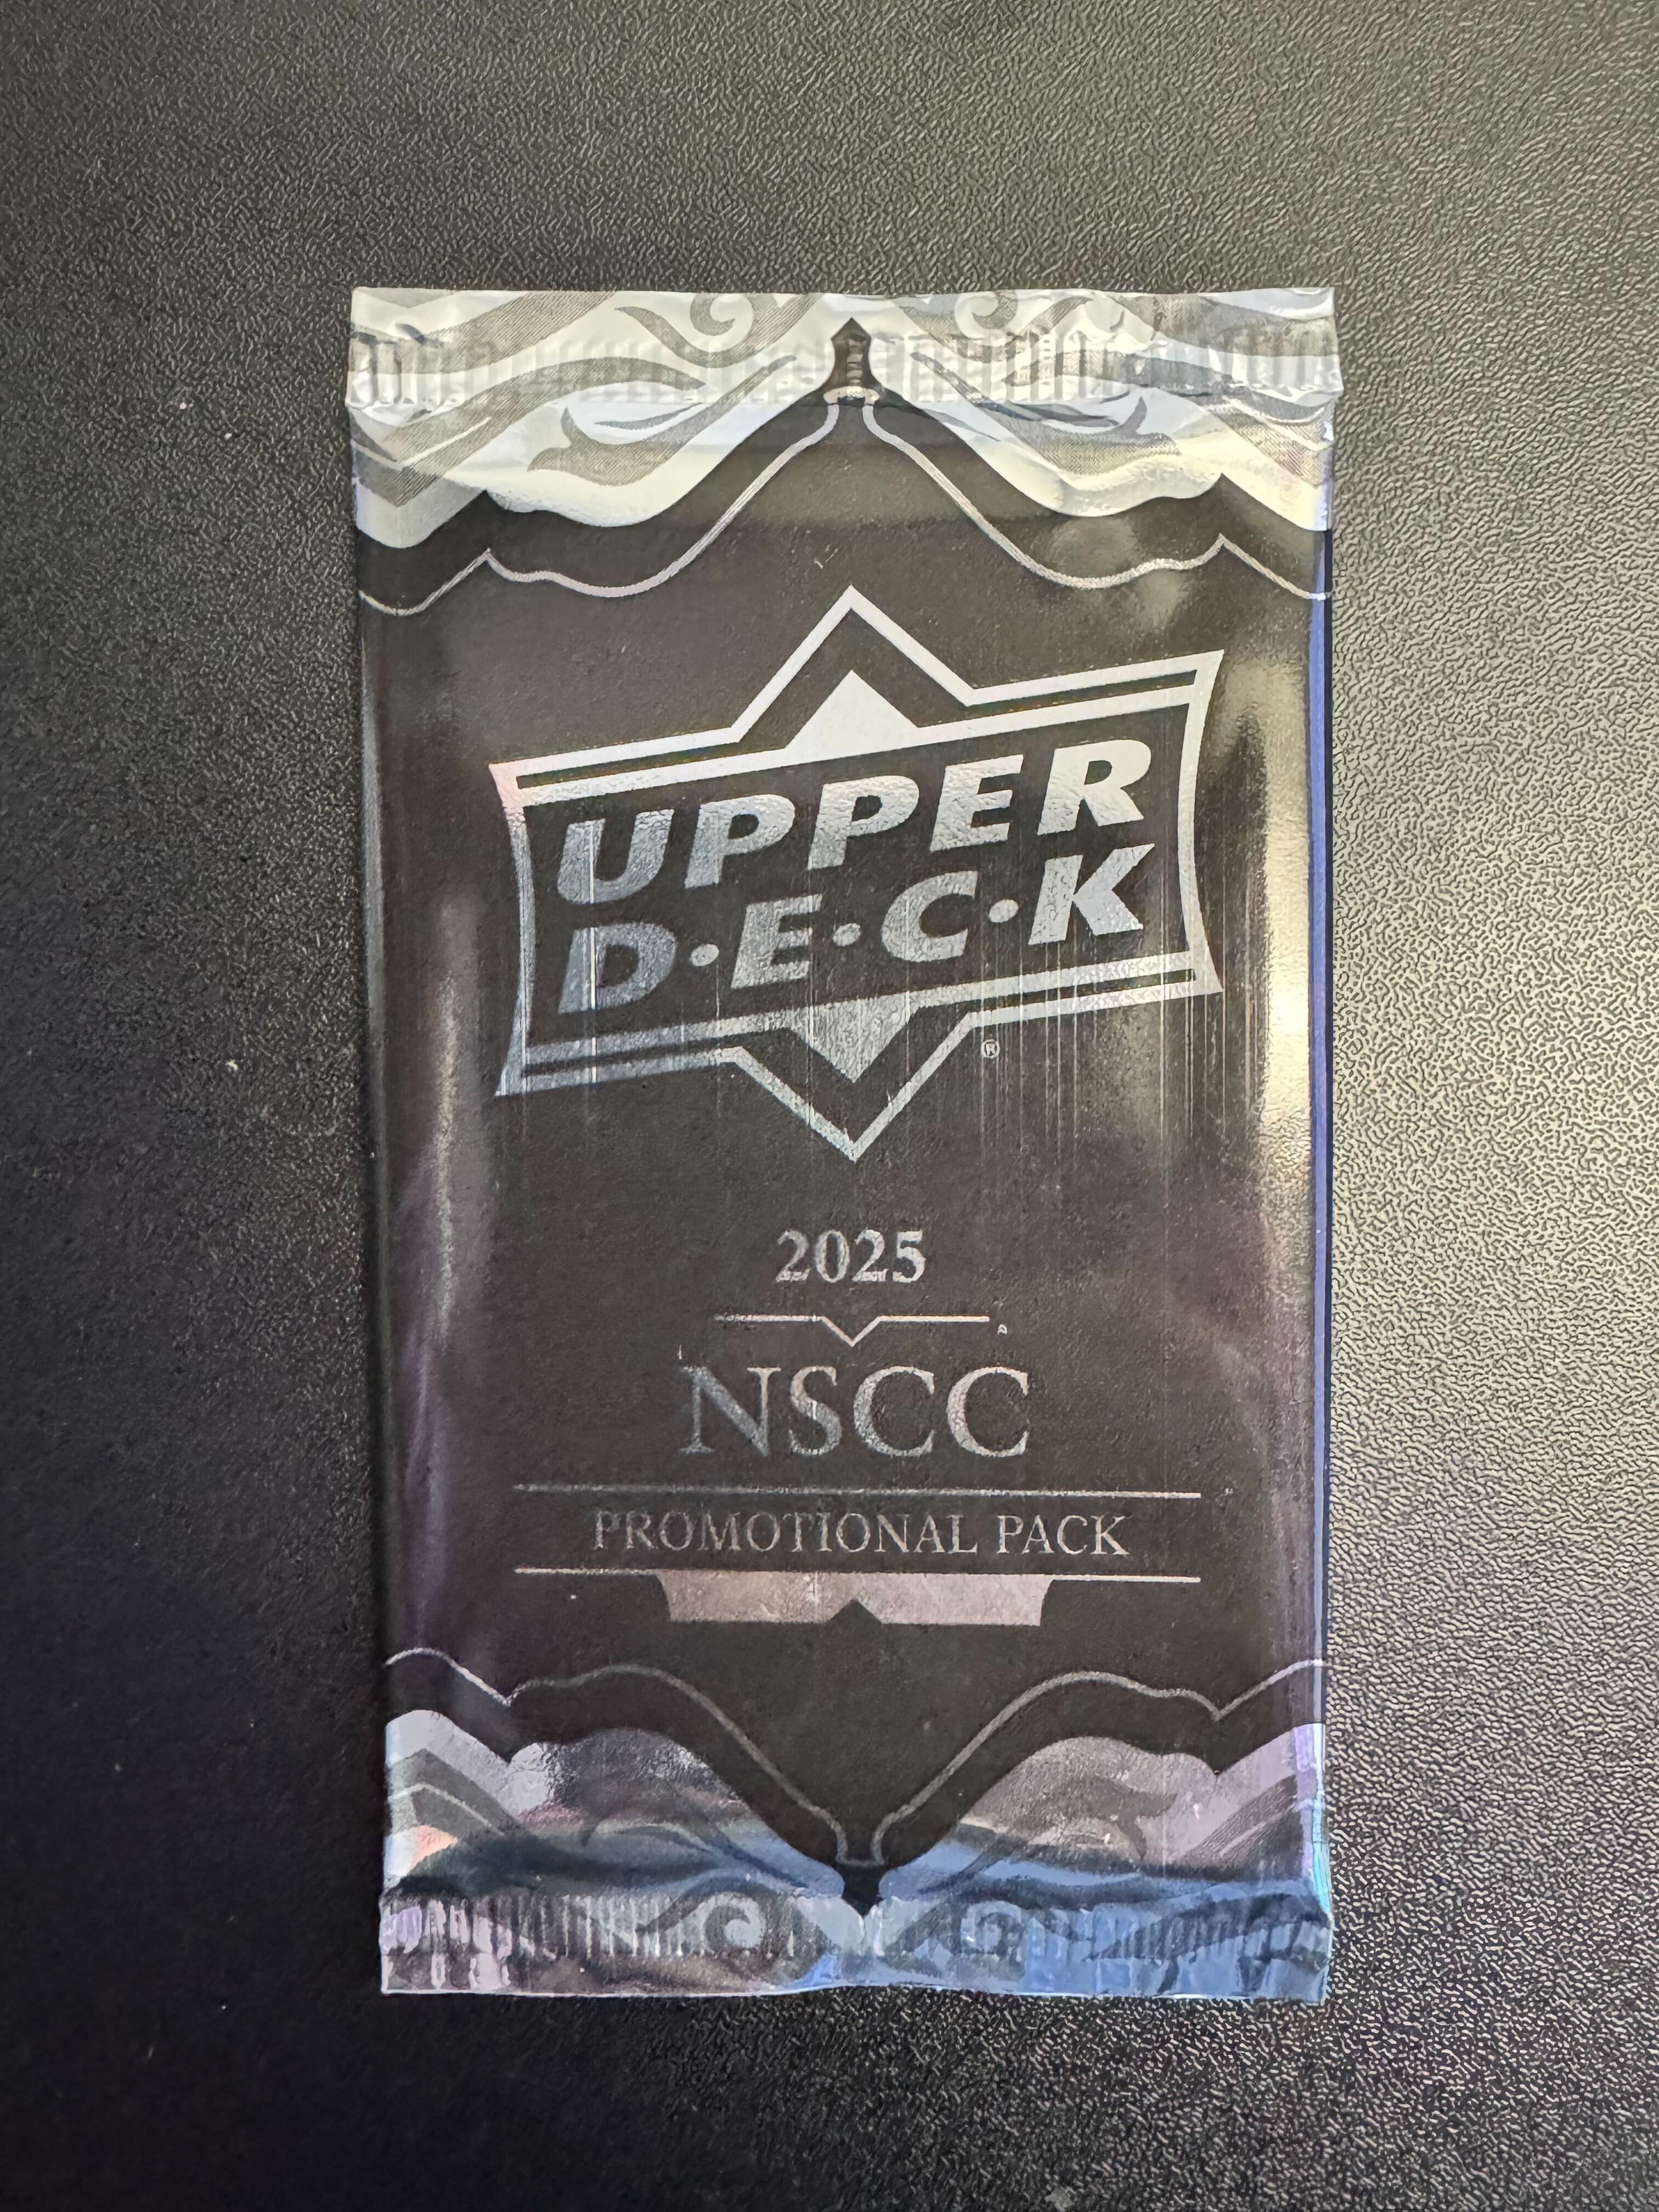 UPPER
D·E·C·K
®
2025
NSCC
PROMOTIONAL PACK